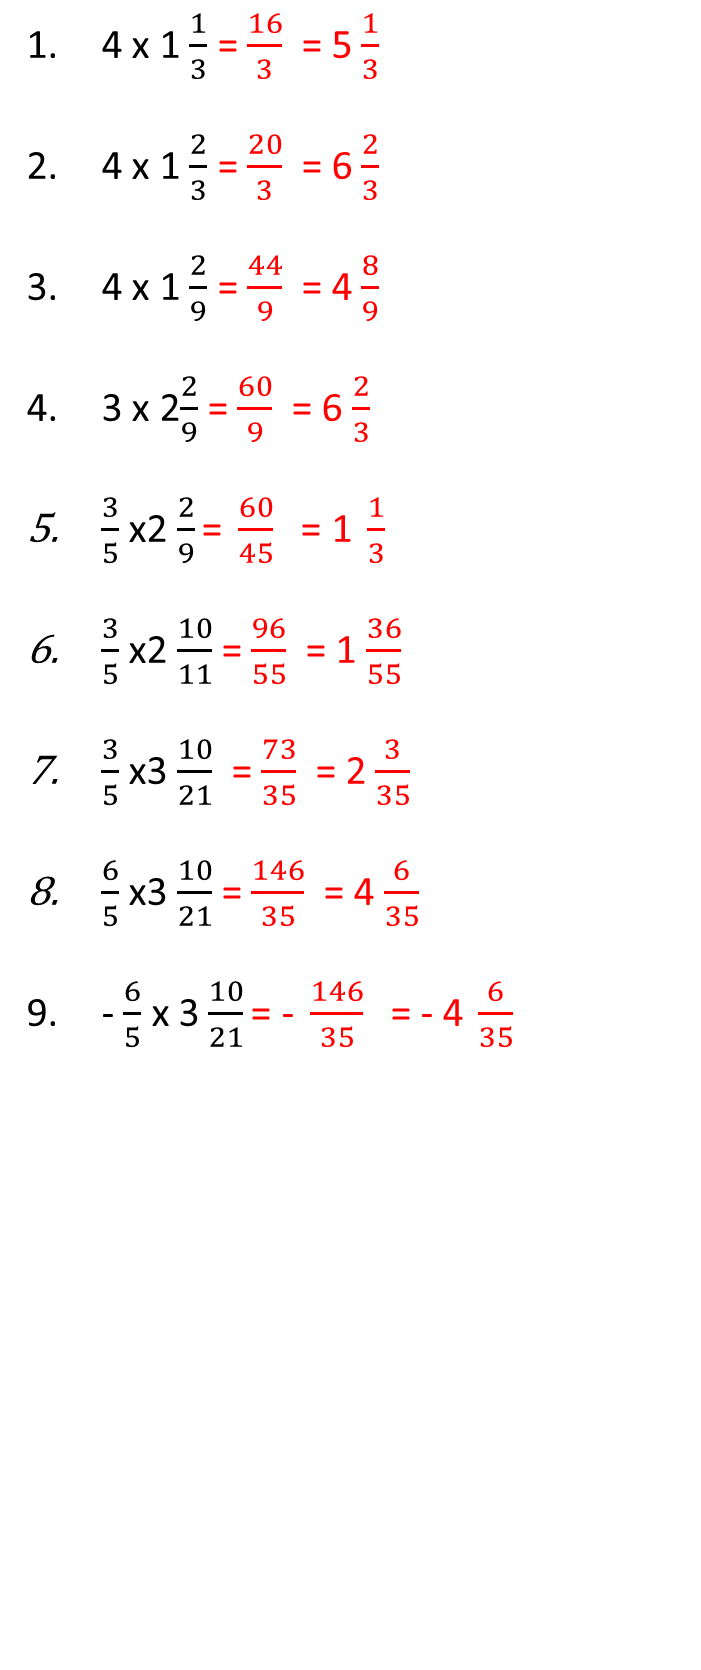 1. 4 x 1 1/3 = 16/3 = 5 1/3
2. 4 x 1 2/3 = 20/3 = 6 2/3
3. 4 x 1 2/9 = 44/9 = 4 8/9
4. 3 x 2 2/9 = 60/9 = 6 2/3
5. 3/5 x2 2/9 = 60/45 = 1 1/3
6. 3/5 x2 10/11 = 96/55 = 1 36/55
7. 3/5 x3 10/21 = 73/35 = 2 3/35
8. 6/5 x3 10/21 = 146/35 = 4 6/35
9. - 6/5 x 3 10/21 = - 146/35 = - 4 6/35